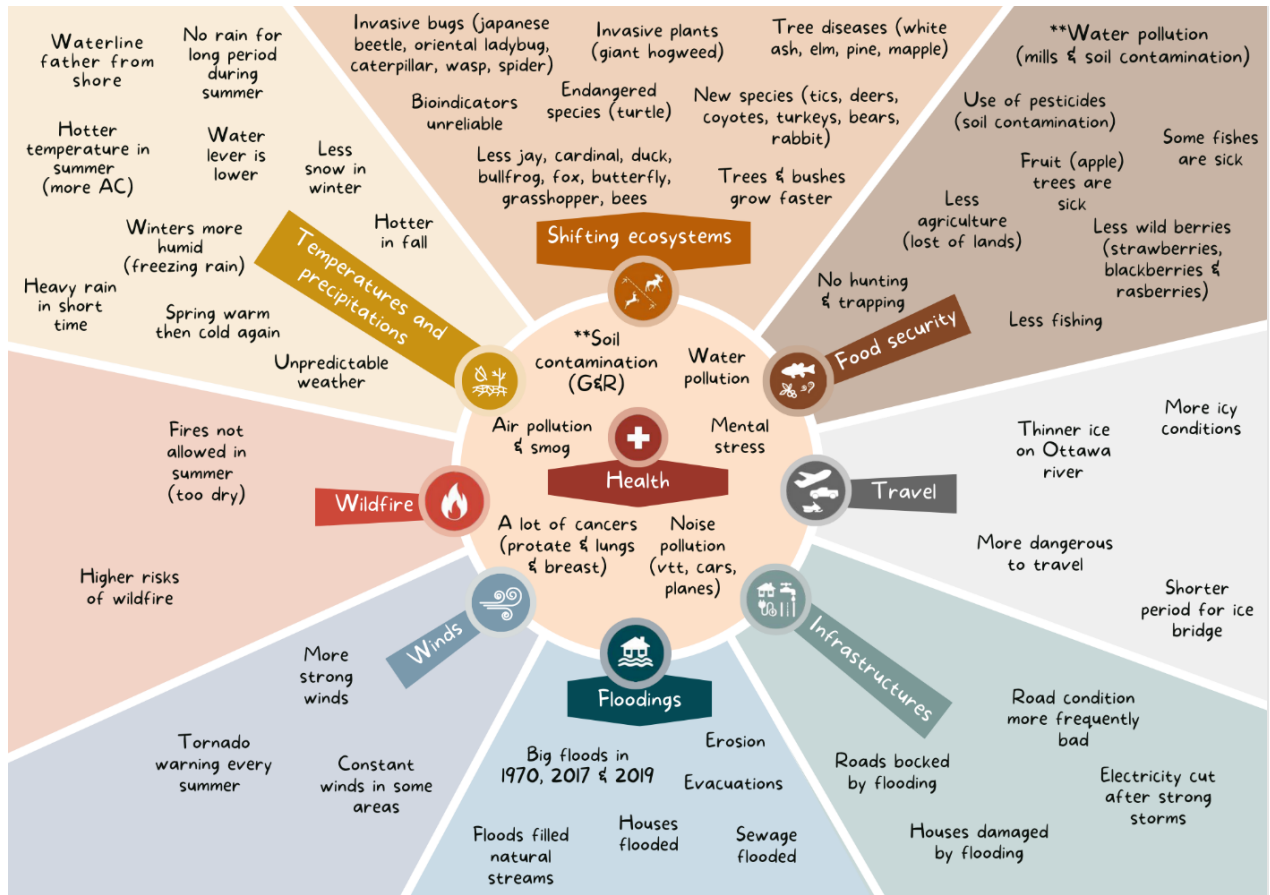 Waterline
father from
shore
No rain for
long period
during
summer
Hotter
temperature in
summer
(more AC)
Water
lever is
lower
Less
snow in
winter
Hotter
in fall
Winters more
humid
(freezing rain)
Heavy rain
in short
time
Spring warm
then cold again
Unpredictable
weather
Temperatures and
precipitations
Invasive bugs (japanese
beetle, oriental ladybug,
caterpillar, wasp, spider)
Invasive plants
(giant hogweed)
Tree diseases (white
ash, elm, pine, mapple)
Bioindicators
unreliable
Endangered
species (turtle)
New species (tics, deers,
coyotes, turkeys, bears,
rabbit)
Less jay, cardinal, duck,
bullfrog, fox, butterfly,
grasshopper, bees
Trees & bushes
grow faster
Shifting ecosystems
**Water pollution
(mills & soil contamination)
Use of pesticides
(soil contamination)
Some fishes
are sick
Fruit (apple)
trees are
sick
Less
agriculture
(lost of lands)
Less wild berries
(strawberries,
blackberries &
rasberries)
No hunting
& trapping
Less fishing
Food security
**Soil
contamination
(G&R)
Water
pollution
Air pollution
& smog
Mental
stress
Health
A lot of cancers
(protate & lungs
& breast)
Noise
pollution
(vtt, cars,
planes)
Fires not
allowed in
summer
(too dry)
Wildfire
Higher risks
of wildfire
Thinner ice
on Ottawa
river
More icy
conditions
Travel
More dangerous
to travel
Shorter
period for ice
bridge
Winds
More
strong
winds
Tornado
warning every
summer
Constant
winds in some
areas
Floodings
Big floods in
1970, 2017 & 2019
Erosion
Evacuations
Floods filled
natural
streams
Houses
flooded
Sewage
flooded
Infrastructures
Road condition
more frequently
bad
Roads bocked
by flooding
Electricity cut
after strong
storms
Houses damaged
by flooding